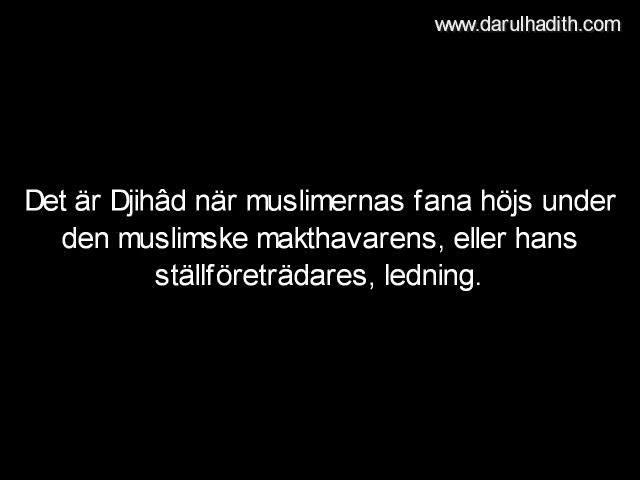 www.darulhadith.com
Det är Djihâd när muslimernas fana höjs under
den muslimske makthavarens, eller hans
ställföreträdares, ledning.